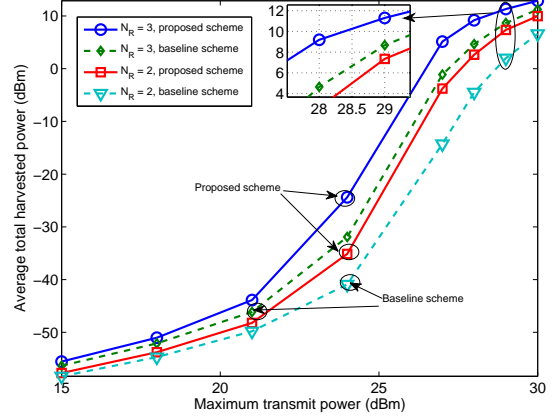 N_R = 3, proposed scheme
N_R = 3, baseline scheme
N_R = 2, proposed scheme
N_R = 2, baseline scheme
12
10
8
6
4
28 28.5 29
10
0
−10
−20
−30
−40
−50
15 20 25 30
Proposed scheme
Baseline scheme
Average total harvested power (dBm)
Maximum transmit power (dBm)